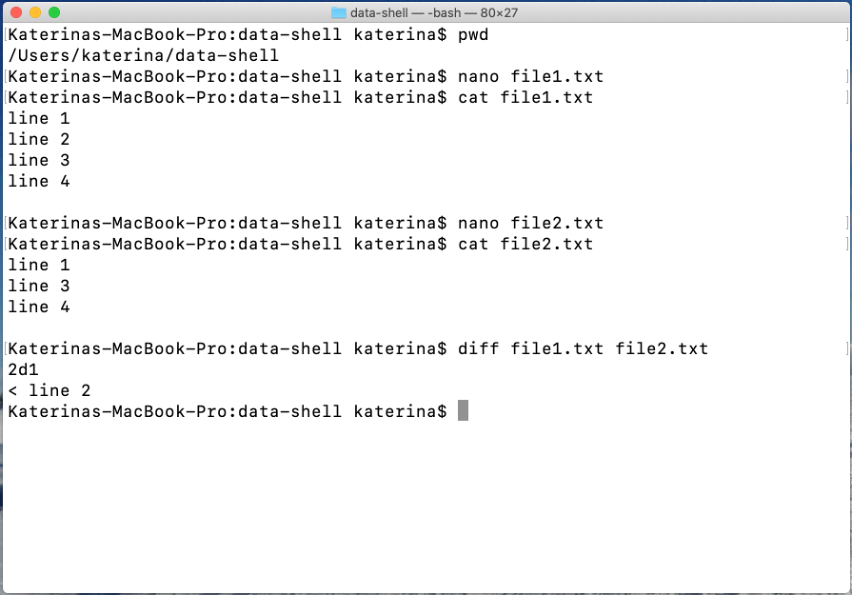 data-shell — -bash — 80×27
Katerinas-MacBook-Pro:data-shell katerina$ pwd
/Users/katerina/data-shell
Katerinas-MacBook-Pro:data-shell katerina$ nano file1.txt
Katerinas-MacBook-Pro:data-shell katerina$ cat file1.txt
line 1
line 2
line 3
line 4
Katerinas-MacBook-Pro:data-shell katerina$ nano file2.txt
Katerinas-MacBook-Pro:data-shell katerina$ cat file2.txt
line 1
line 3
line 4
Katerinas-MacBook-Pro:data-shell katerina$ diff file1.txt file2.txt
2d1
< line 2
Katerinas-MacBook-Pro:data-shell katerina$